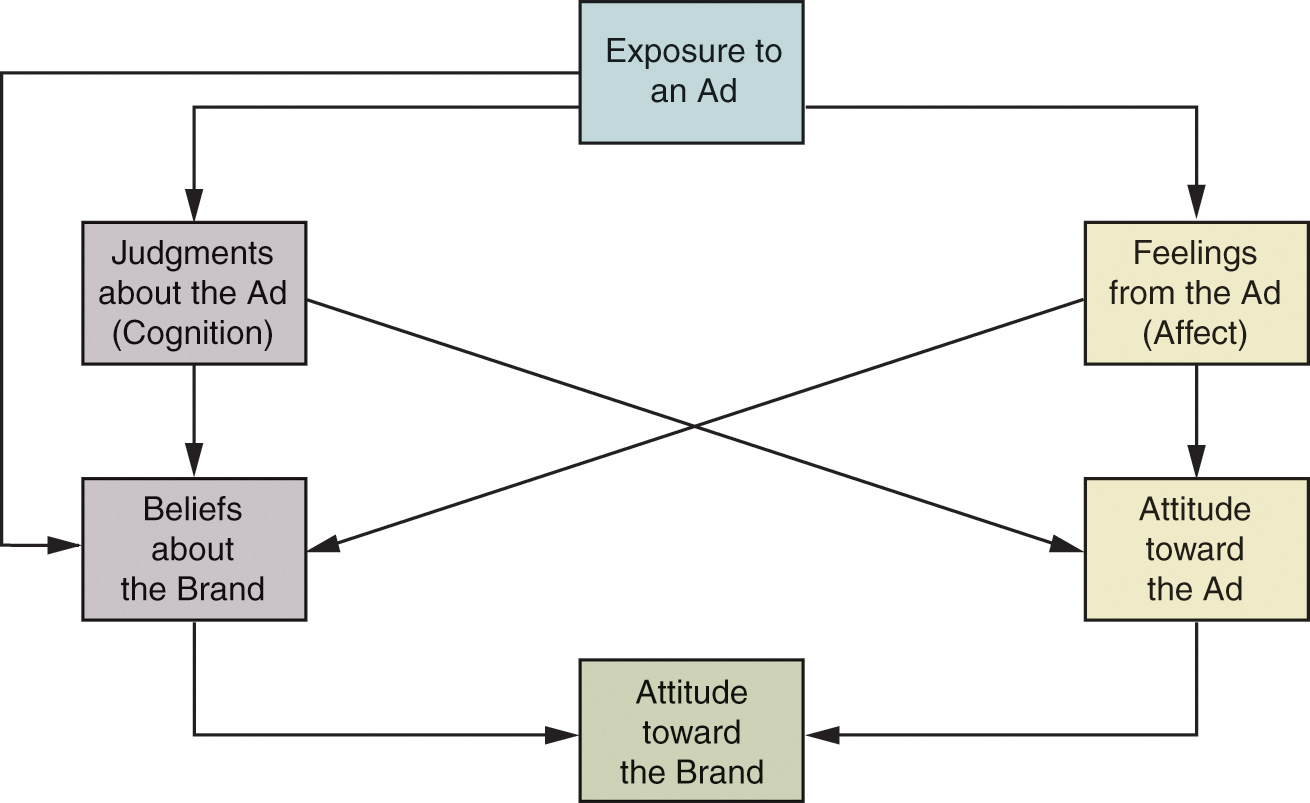 Exposure to
an Ad
Judgments
about the Ad
(Cognition)
Feelings
from the Ad
(Affect)
Beliefs
about
the Brand
Attitude
toward
the Ad
Attitude
toward
the Brand